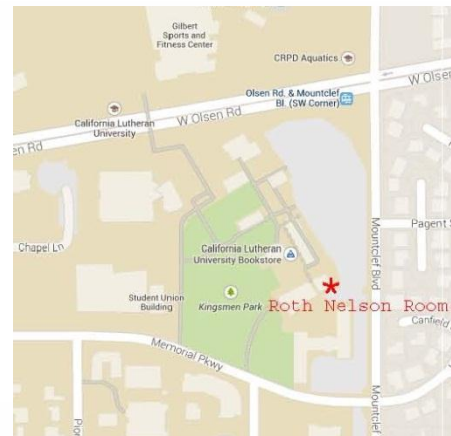 Gilbert
Sports and
Fitness Center
CRPD Aquatics
W Olsen
Olsen Rd. & Mountclef
Bl. (SW Corner)
California Lutheran
University
W Olsen Rd
en Rd
Chapel Ln
Mountclef Blvd
Pagent S
California Lutheran
University Bookstore
Student Union
Building
Kingsmen Park
* Roth Nelson Room
Canfield
Memorial Pkwy
Mountclef
Pion